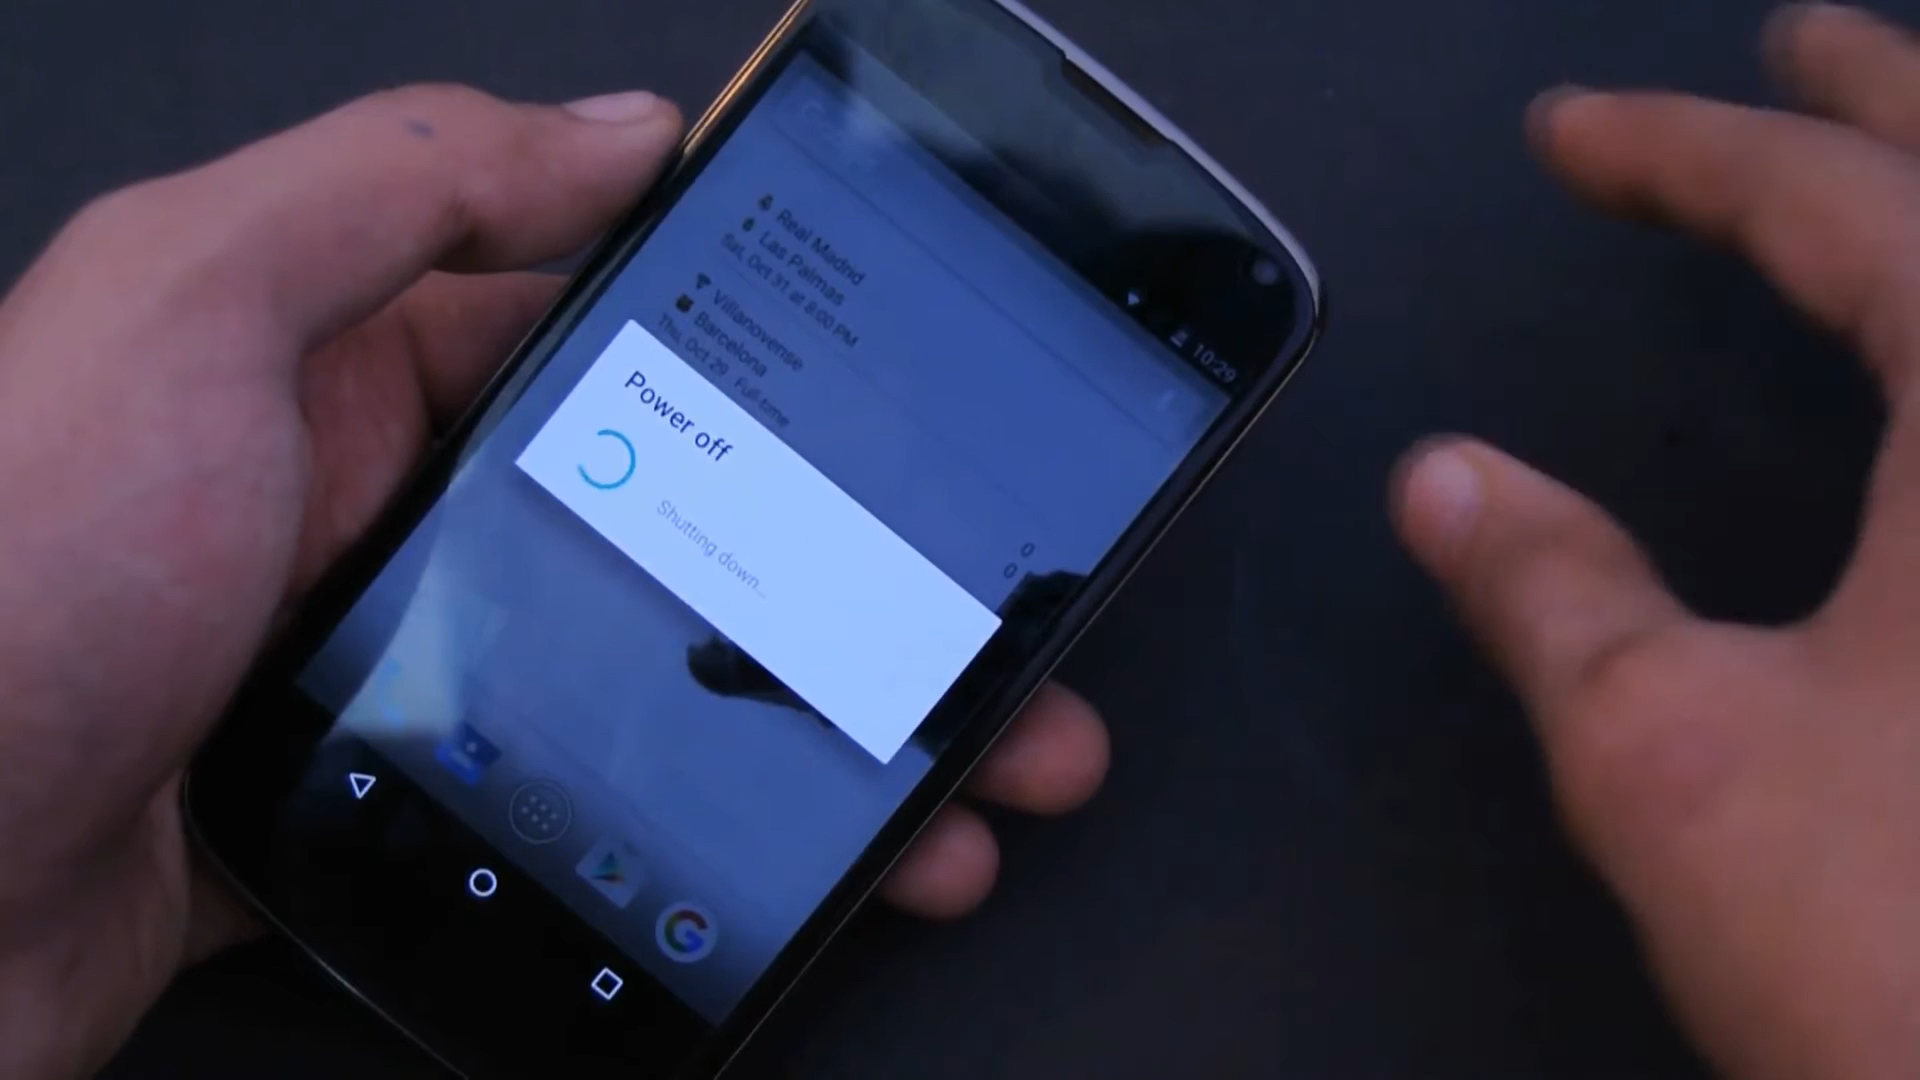 10:29
Real Madrid
Las Palmas
Sat, Oct 31 at 8:00 PM
Villanovense 0
Barcelona 0
Thu, Oct 29, Full-time
Power off
Shutting down...
G